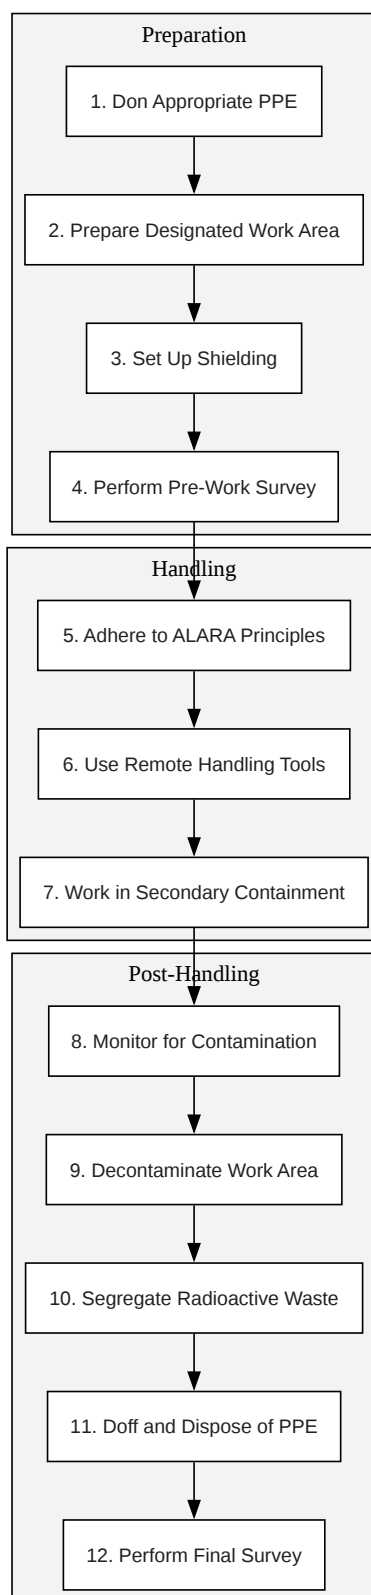 Preparation
1. Don Appropriate PPE
2. Prepare Designated Work Area
3. Set Up Shielding
4. Perform Pre-Work Survey
Handling
5. Adhere to ALARA Principles
6. Use Remote Handling Tools
7. Work in Secondary Containment
Post-Handling
8. Monitor for Contamination
9. Decontaminate Work Area
10. Segregate Radioactive Waste
11. Doff and Dispose of PPE
12. Perform Final Survey